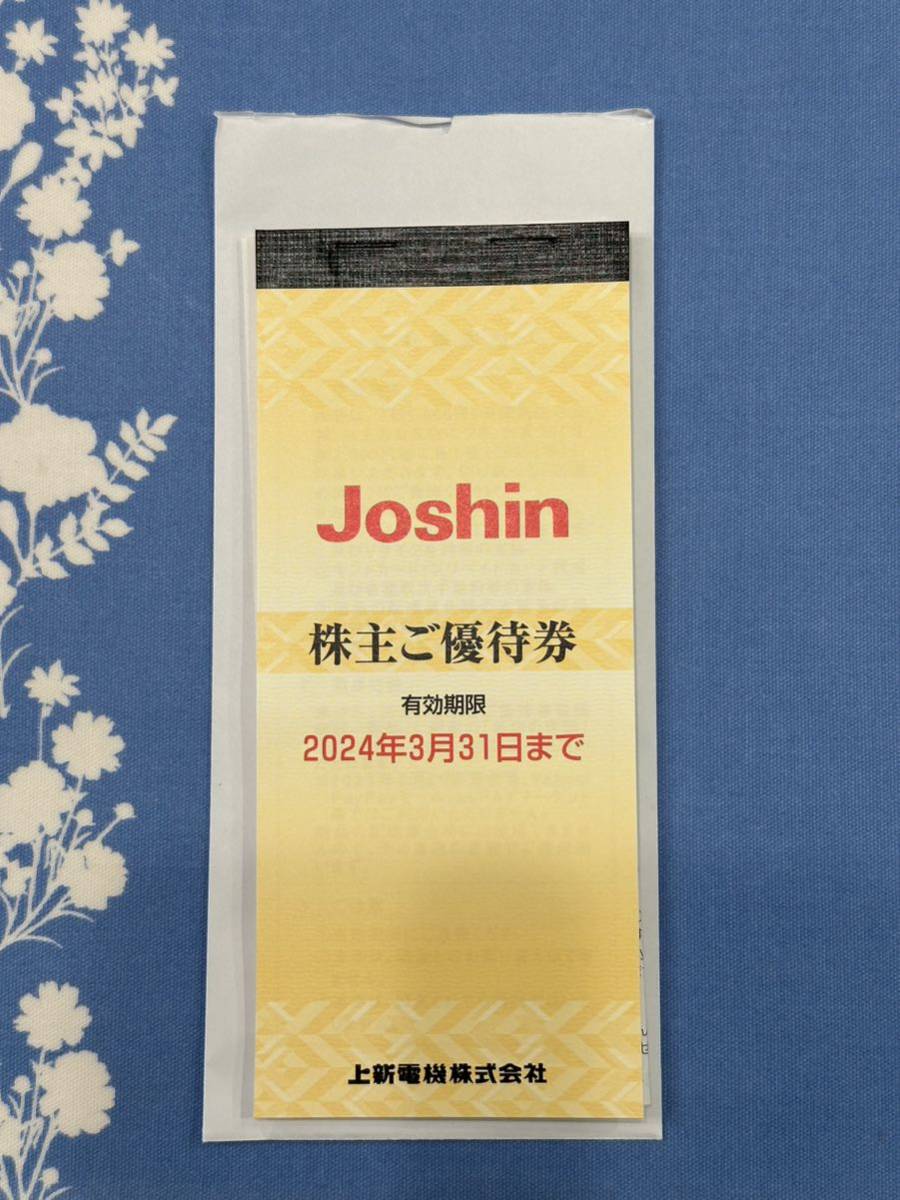 Joshin
株主ご優待券
有効期限
2024年3月31日まで
上新電機株式会社